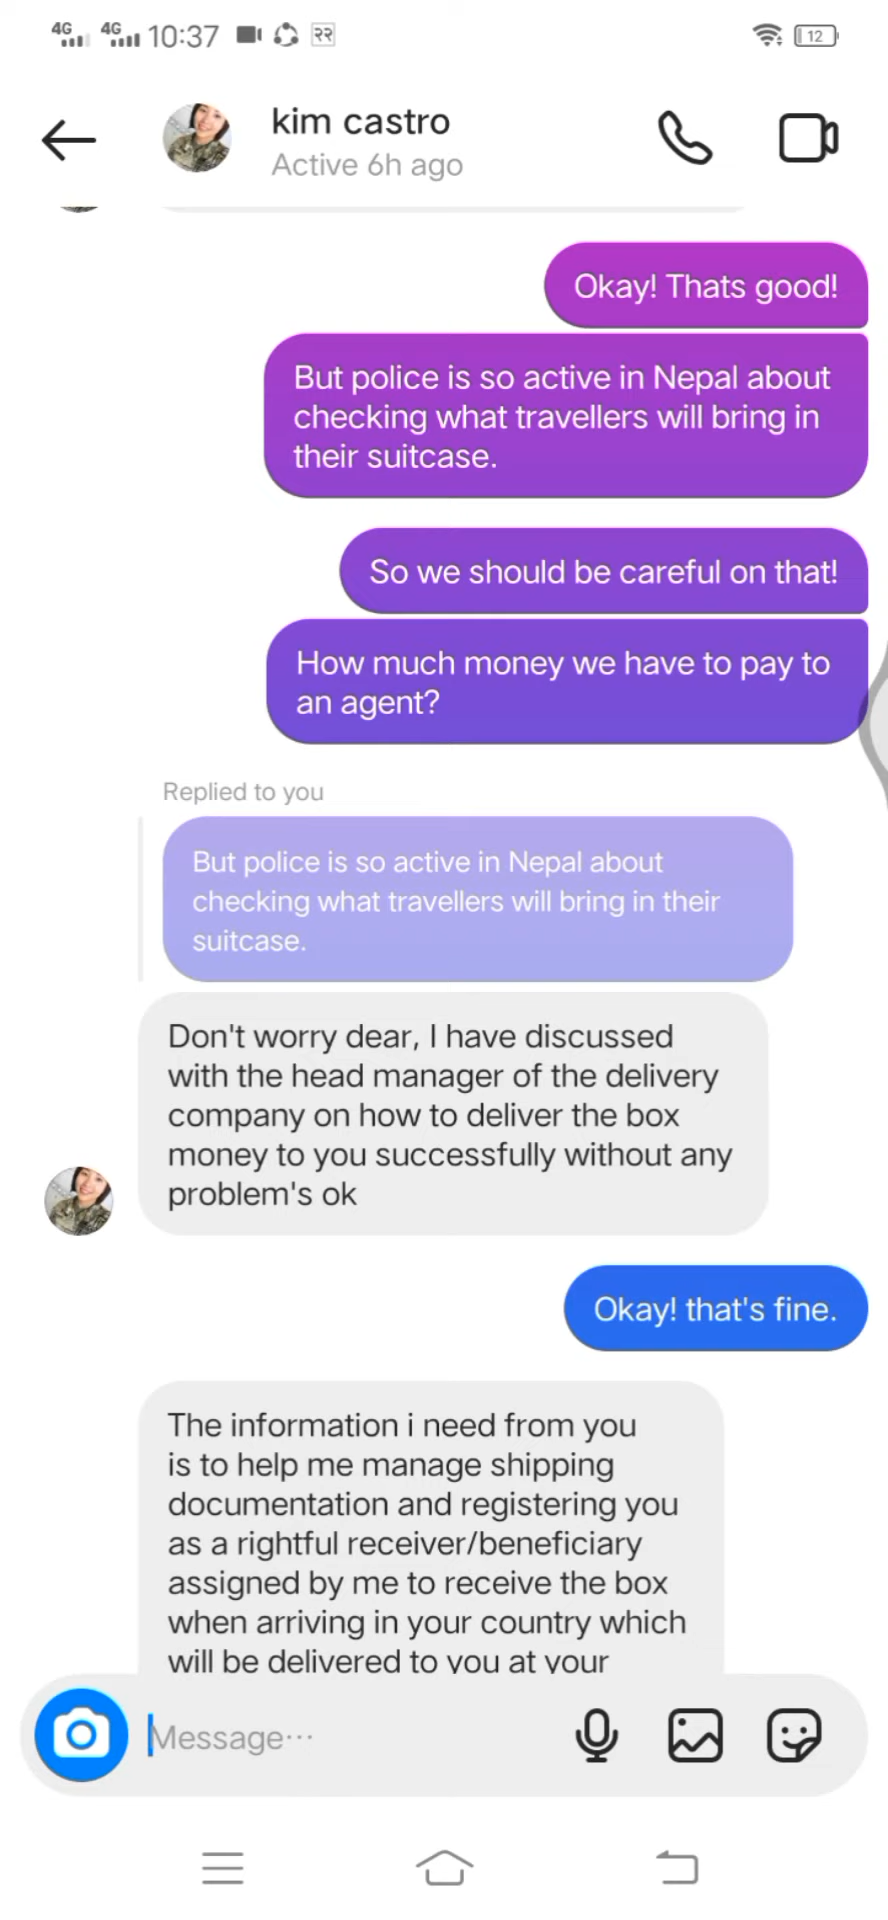 4G 4G 10:37 २२ 12
kim castro
Active 6h ago
Okay! Thats good!
But police is so active in Nepal about
checking what travellers will bring in
their suitcase.
So we should be careful on that!
How much money we have to pay to
an agent?
Replied to you
But police is so active in Nepal about
checking what travellers will bring in their
suitcase.
Don't worry dear, I have discussed
with the head manager of the delivery
company on how to deliver the box
money to you successfully without any
problem's ok
Okay! that's fine.
The information i need from you
is to help me manage shipping
documentation and registering you
as a rightful receiver/beneficiary
assigned by me to receive the box
when arriving in your country which
will be delivered to you at your
Message...